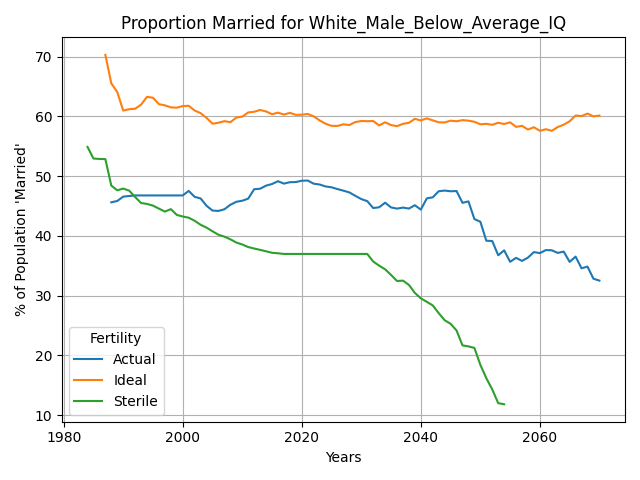 Proportion Married for White_Male_Below_Average_IQ
% of Population 'Married'
70
60
50
40
30
20
10
Fertility
Actual
Ideal
Sterile
1980 2000 2020 2040 2060
Years